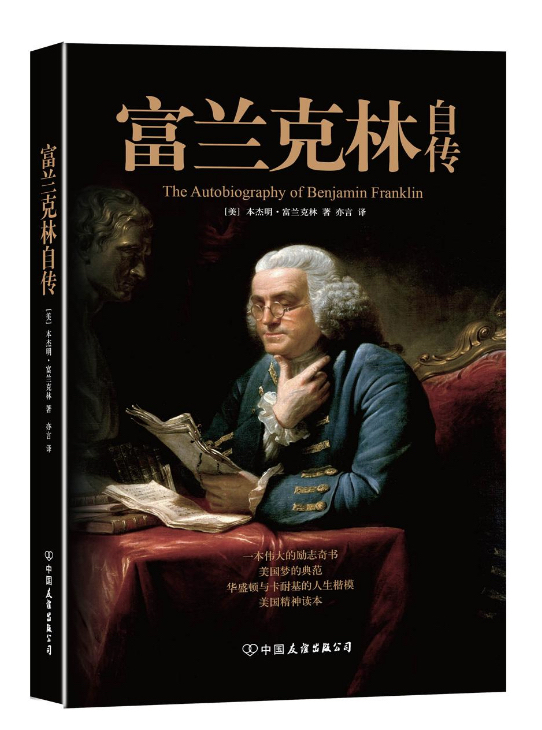 富兰克林自传
The Autobiography of Benjamin Franklin
[美] 本杰明·富兰克林 著 亦言 译
一本伟大的励志奇书
美国梦的典范
华盛顿与卡耐基的人生楷模
美国精神读本
中国友谊出版公司
富兰克林自传
[美] 本杰明·富兰克林 著 亦言 译
中国友谊出版公司